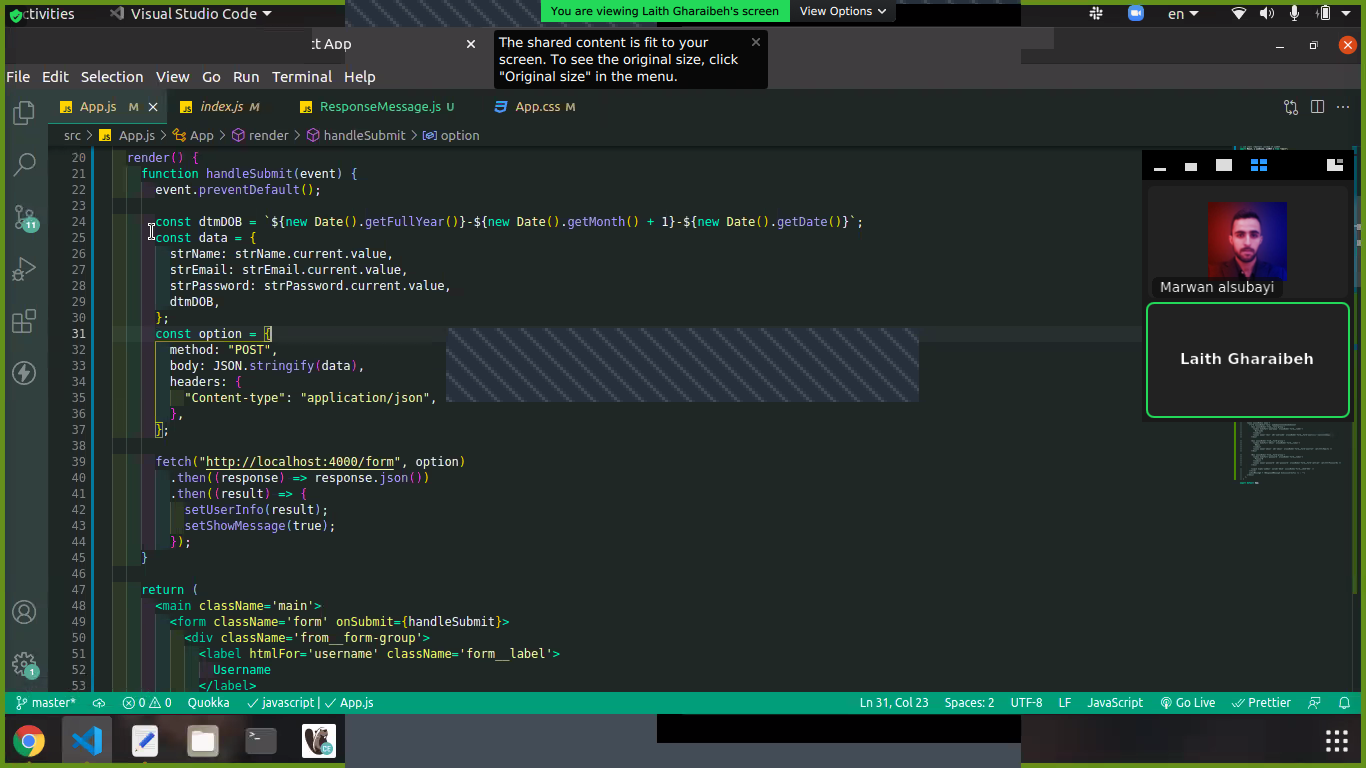 ctivities
Visual Studio Code
You are viewing Laith Gharaibeh's screen
View Options
en
ct App
The shared content is fit to your
screen. To see the original size, click
"Original size" in the menu.
File Edit Selection View Go Run Terminal Help
App.js M
index.js M
ResponseMessage.js U
App.css M
src > App.js > App > render > handleSubmit > option
20 render() {
21 function handleSubmit(event) {
22 event.preventDefault();
23
24 const dtmDOB = `${new Date().getFullYear()}-${new Date().getMonth() + 1}-${new Date().getDate()}`;
25 const data = {
26 strName: strName.current.value,
27 strEmail: strEmail.current.value,
28 strPassword: strPassword.current.value,
29 dtmDOB,
30 };
31 const option = {
32 method: "POST",
33 body: JSON.stringify(data),
34 headers: {
35 "Content-type": "application/json",
36 },
37 };
38
39 fetch("http://localhost:4000/form", option)
40 .then((response) => response.json())
41 .then((result) => {
42 setUserInfo(result);
43 setShowMessage(true);
44 });
45 }
46
47 return (
48 <main className='main'>
49 <form className='form' onSubmit={handleSubmit}>
50 <div className='from__form-group'>
51 <label htmlFor='username' className='form__label'>
52 Username
53 </label>
Marwan alsubayi
Laith Gharaibeh
11
1
master*
0 0
Quokka
javascript |
App.js
Ln 31, Col 23
Spaces: 2
UTF-8
LF
JavaScript
Go Live
Prettier
JS
JS
JS
JS
>_
CE